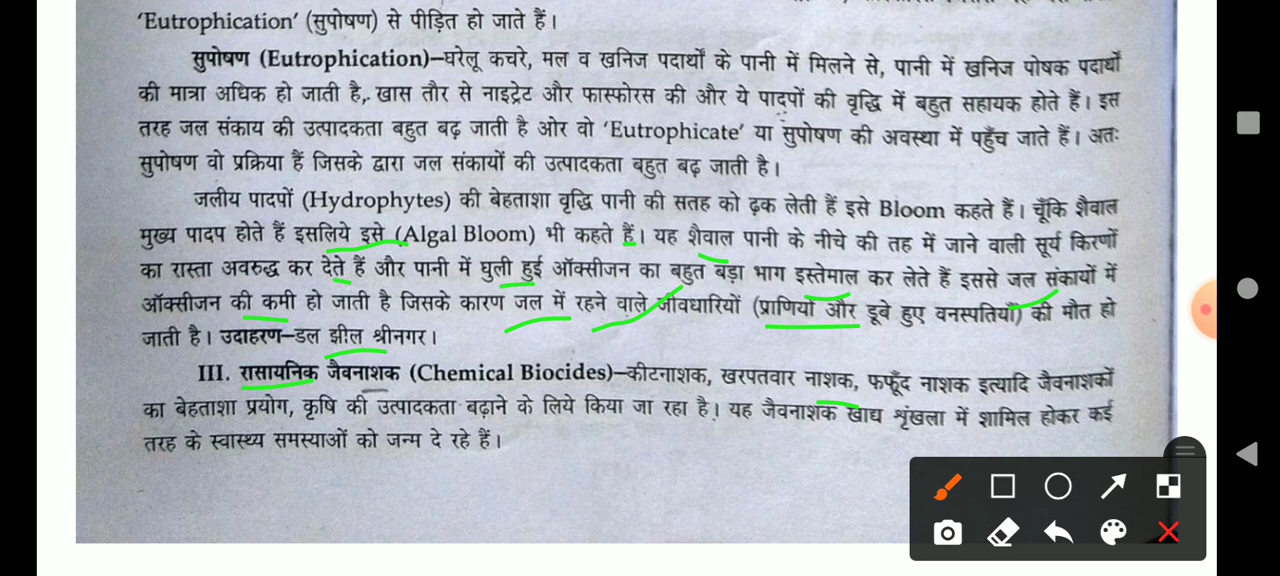 'Eutrophication' (सुपोषण) से पीड़ित हो जाते हैं।
सुपोषण (Eutrophication)–घरेलू कचरे, मल व खनिज पदार्थों के पानी में मिलने से, पानी में खनिज पोषक पदार्थों
की मात्रा अधिक हो जाती है, खास तौर से नाइट्रेट और फास्फोरस की और ये पादपों की वृद्धि में बहुत सहायक होते हैं। इस
तरह जल संकाय की उत्पादकता बहुत बढ़ जाती है ओर वो 'Eutrophicate' या सुपोषण की अवस्था में पहुँच जाते हैं। अतः
सुपोषण वो प्रक्रिया हैं जिसके द्वारा जल संकायों की उत्पादकता बहुत बढ़ जाती है।
जलीय पादपों (Hydrophytes) की बेहताशा वृद्धि पानी की सतह को ढ़क लेती हैं इसे Bloom कहते हैं। चूँकि शैवाल
मुख्य पादप होते हैं इसलिये इसे (Algal Bloom) भी कहते हैं। यह शैवाल पानी के नीचे की तह में जाने वाली सूर्य किरणों
का रास्ता अवरुद्ध कर देते हैं और पानी में घुली हुई ऑक्सीजन का बहुत बड़ा भाग इस्तेमाल कर लेते हैं इससे जल संकायों में
ऑक्सीजन की कमी हो जाती है जिसके कारण जल में रहने वाले जीवधारियों (प्राणियों और डूबे हुए वनस्पतियाँ) की मौत हो
जाती है। उदाहरण–डल झील श्रीनगर।
III. रासायनिक जैवनाशक (Chemical Biocides)–कीटनाशक, खरपतवार नाशक, फफूँद नाशक इत्यादि जैवनाशकों
का बेहताशा प्रयोग, कृषि की उत्पादकता बढ़ाने के लिये किया जा रहा है। यह जैवनाशक खाद्य शृंखला में शामिल होकर कई
तरह के स्वास्थ्य समस्याओं को जन्म दे रहे हैं।